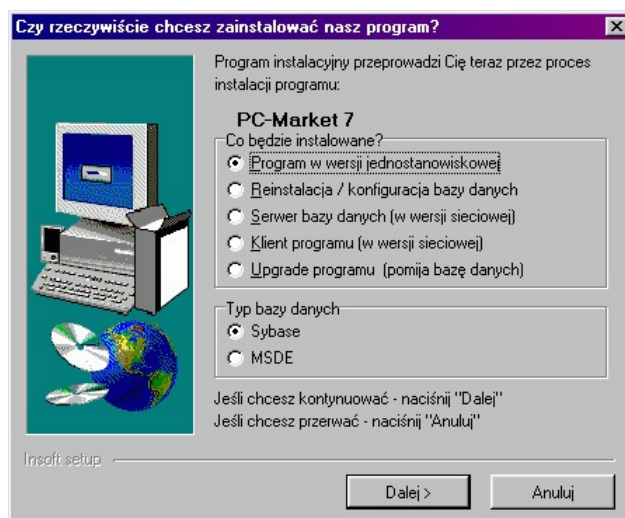 Czy rzeczywiście chcesz zainstalować nasz program?
Program instalacyjny przeprowadzi Cię teraz przez proces
instalacji programu:
PC-Market 7
Co będzie instalowane?
Program w wersji jednostanowiskowej
Reinstalacja / konfiguracja bazy danych
Serwer bazy danych (w wersji sieciowej)
Klient programu (w wersji sieciowej)
Upgrade programu (pomija bazę danych)
Typ bazy danych
Sybase
MSDE
Jeśli chcesz kontynuować - naciśnij "Dalej"
Jeśli chcesz przerwać - naciśnij "Anuluj"
Insoft setup
Dalej >
Anuluj